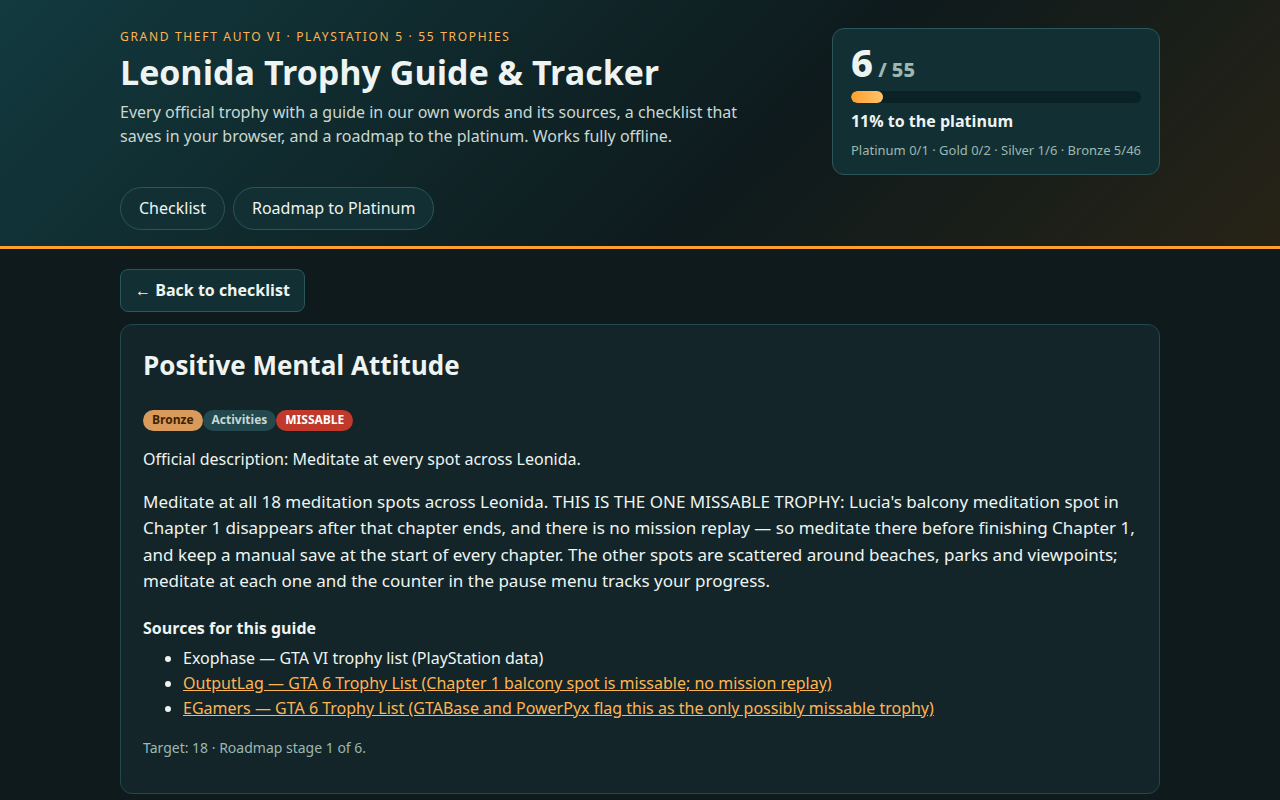 GRAND THEFT AUTO VI · PLAYSTATION 5 · 55 TROPHIES
Leonida Trophy Guide & Tracker
Every official trophy with a guide in our own words and its sources, a checklist that
saves in your browser, and a roadmap to the platinum. Works fully offline.
6 / 55
11% to the platinum
Platinum 0/1 · Gold 0/2 · Silver 1/6 · Bronze 5/46
Checklist
Roadmap to Platinum
← Back to checklist
Positive Mental Attitude
Bronze Activities MISSABLE
Official description: Meditate at every spot across Leonida.
Meditate at all 18 meditation spots across Leonida. THIS IS THE ONE MISSABLE TROPHY: Lucia's balcony meditation spot in
Chapter 1 disappears after that chapter ends, and there is no mission replay — so meditate there before finishing Chapter 1,
and keep a manual save at the start of every chapter. The other spots are scattered around beaches, parks and viewpoints;
meditate at each one and the counter in the pause menu tracks your progress.
Sources for this guide
• Exophase — GTA VI trophy list (PlayStation data)
• OutputLag — GTA 6 Trophy List (Chapter 1 balcony spot is missable; no mission replay)
• EGamers — GTA 6 Trophy List (GTABase and PowerPyx flag this as the only possibly missable trophy)
Target: 18 · Roadmap stage 1 of 6.